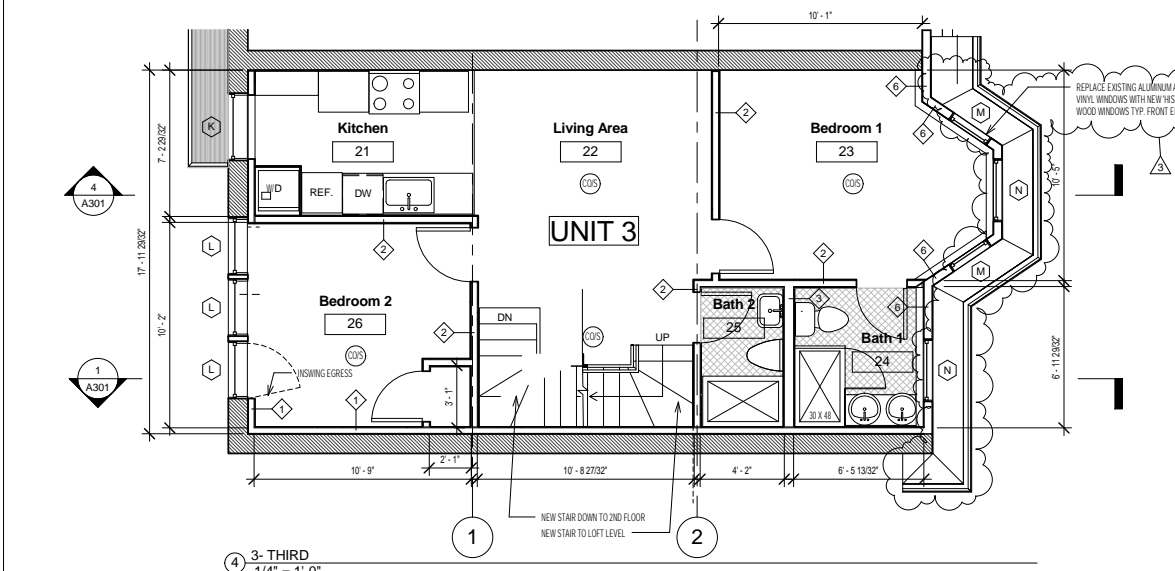 10' - 1"
REPLACE EXISTING ALUMINUM A
VINYL WINDOWS WITH NEW 'HIS
WOOD WINDOWS TYP. FRONT E
3
6
M
6
2
K
Kitchen
21
Living Area
22
Bedroom 1
23
7' - 2 29/32"
10' - 5"
W/D
REF.
DW
CO/S
CO/S
N
4
A301
UNIT 3
17' - 11 29/32"
L
2
2
6
M
Bedroom 2
26
2
Bath 2
25
3
6
L
DN
2
CO/S
UP
Bath 1
24
10' - 2"
CO/S
6' - 11 29/32"
1
A301
L
INSWING EGRESS
N
1
1
3' - 1"
30 X 48
2' - 1"
10' - 9"
10' - 8 27/32"
4' - 2"
6' - 5 13/32"
NEW STAIR DOWN TO 2ND FLOOR
NEW STAIR TO LOFT LEVEL
1
2
4
3- THIRD
1/4" = 1'-0"